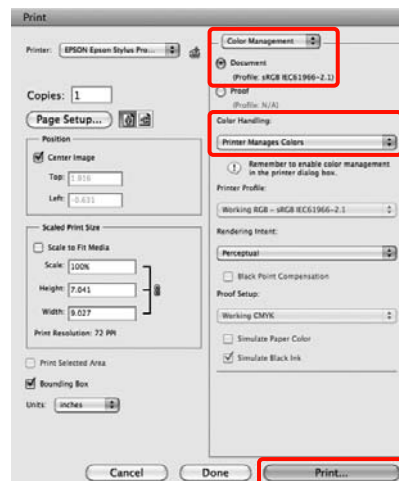 Print
Printer: EPSON Epson Stylus Pro...
Copies: 1
Page Setup...
Position
Center Image
Top: 1.816
Left: -0.631
Scaled Print Size
Scale to Fit Media
Scale: 100%
Height: 7.041
Width: 9.027
Print Resolution: 72 PPI
Print Selected Area
Bounding Box
Units: inches
Color Management
Document
(Profile: sRGB IEC61966-2.1)
Proof
(Profile: N/A)
Color Handling:
Printer Manages Colors
Remember to enable color management
in the printer dialog box.
Printer Profile:
Working RGB - sRGB IEC61966-2.1
Rendering Intent:
Perceptual
Black Point Compensation
Proof Setup:
Working CMYK
Simulate Paper Color
Simulate Black Ink
Cancel
Done
Print...